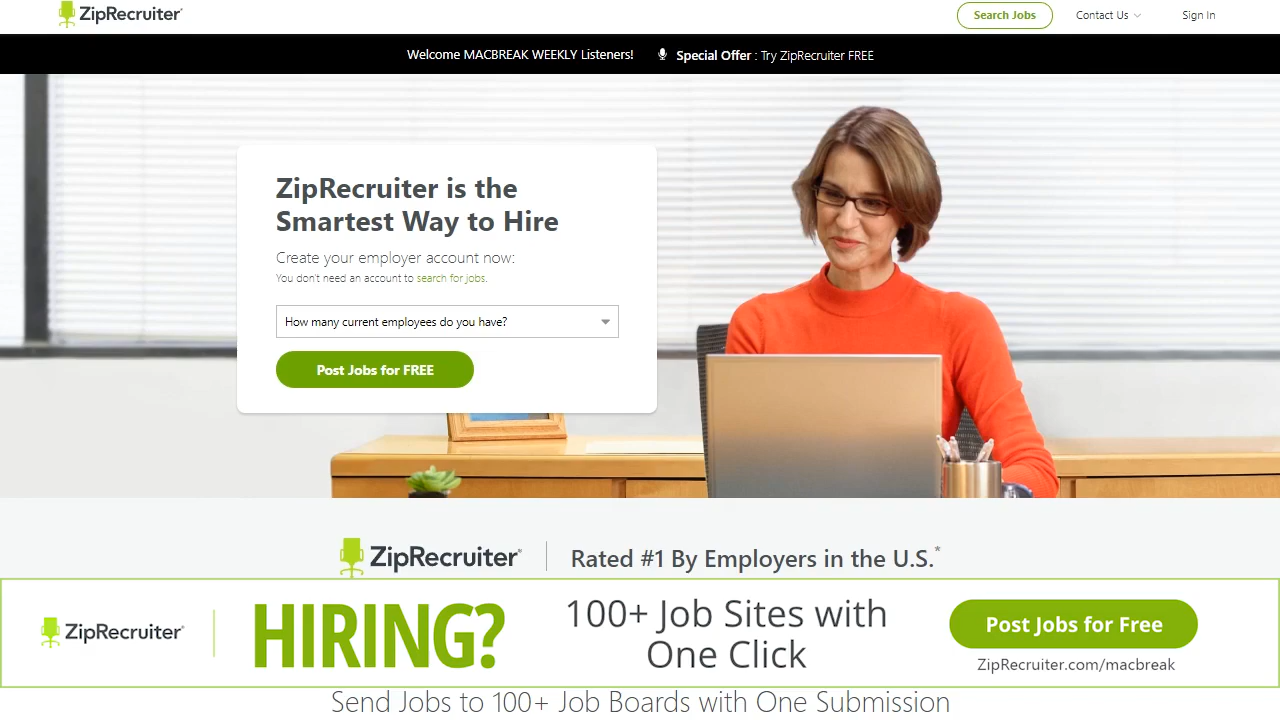 ZipRecruiter
Search Jobs
Contact Us
Sign In
Welcome MACBREAK WEEKLY Listeners!
Special Offer : Try ZipRecruiter FREE
ZipRecruiter is the
Smartest Way to Hire
Create your employer account now:
You don't need an account to search for jobs.
How many current employees do you have?
Post Jobs for FREE
ZipRecruiter®
Rated #1 By Employers in the U.S.*
ZipRecruiter
HIRING?
100+ Job Sites with
One Click
Post Jobs for Free
ZipRecruiter.com/macbreak
Send Jobs to 100+ Job Boards with One Submission